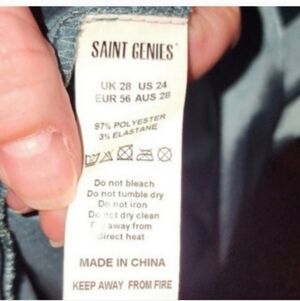 SAINT GENIES
UK 28 US 24
EUR 56 AUS 28
97% POLYESTER
3% ELASTANE
Do not bleach
Do not tumble dry
Do not iron
Do not dry clean
away from
direct heat
MADE IN CHINA
KEEP AWAY FROM FIRE